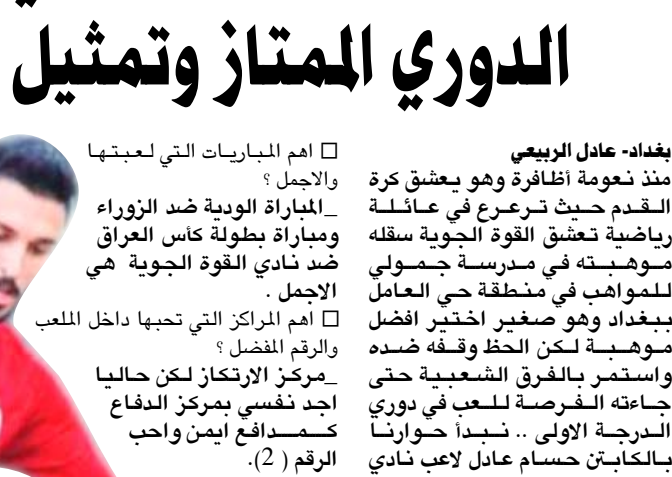 الدوري الممتاز وتمثيل
بغداد- عادل الربيعي
منذ نعومة أظافرة وهو يعشق كرة
القدم حيث ترعرع في عائلة
رياضية تعشق القوة الجوية سقله
موهبته في مدرسة جمولي
للمواهب في منطقة حي العامل
ببغداد وهو صغير اختير افضل
موهبة لكن الحظ وقفه ضده
واستمر بالفرق الشعبية حتى
جاءته الفرصة للعب في دوري
الدرجة الاولى .. نبدأ حوارنا
بالكابتن حسام عادل لاعب نادي
□ اهم المباريات التي لعبتها
والاجمل ؟
_المباراة الودية ضد الزوراء
ومباراة بطولة كأس العراق
ضد نادي القوة الجوية هي
الاجمل .
□ اهم المراكز التي تحبها داخل الملعب
والرقم المفضل ؟
_مركز الارتكاز لكن حاليا
اجد نفسي بمركز الدفاع
كمدافع ايمن واحب
الرقم ( 2).